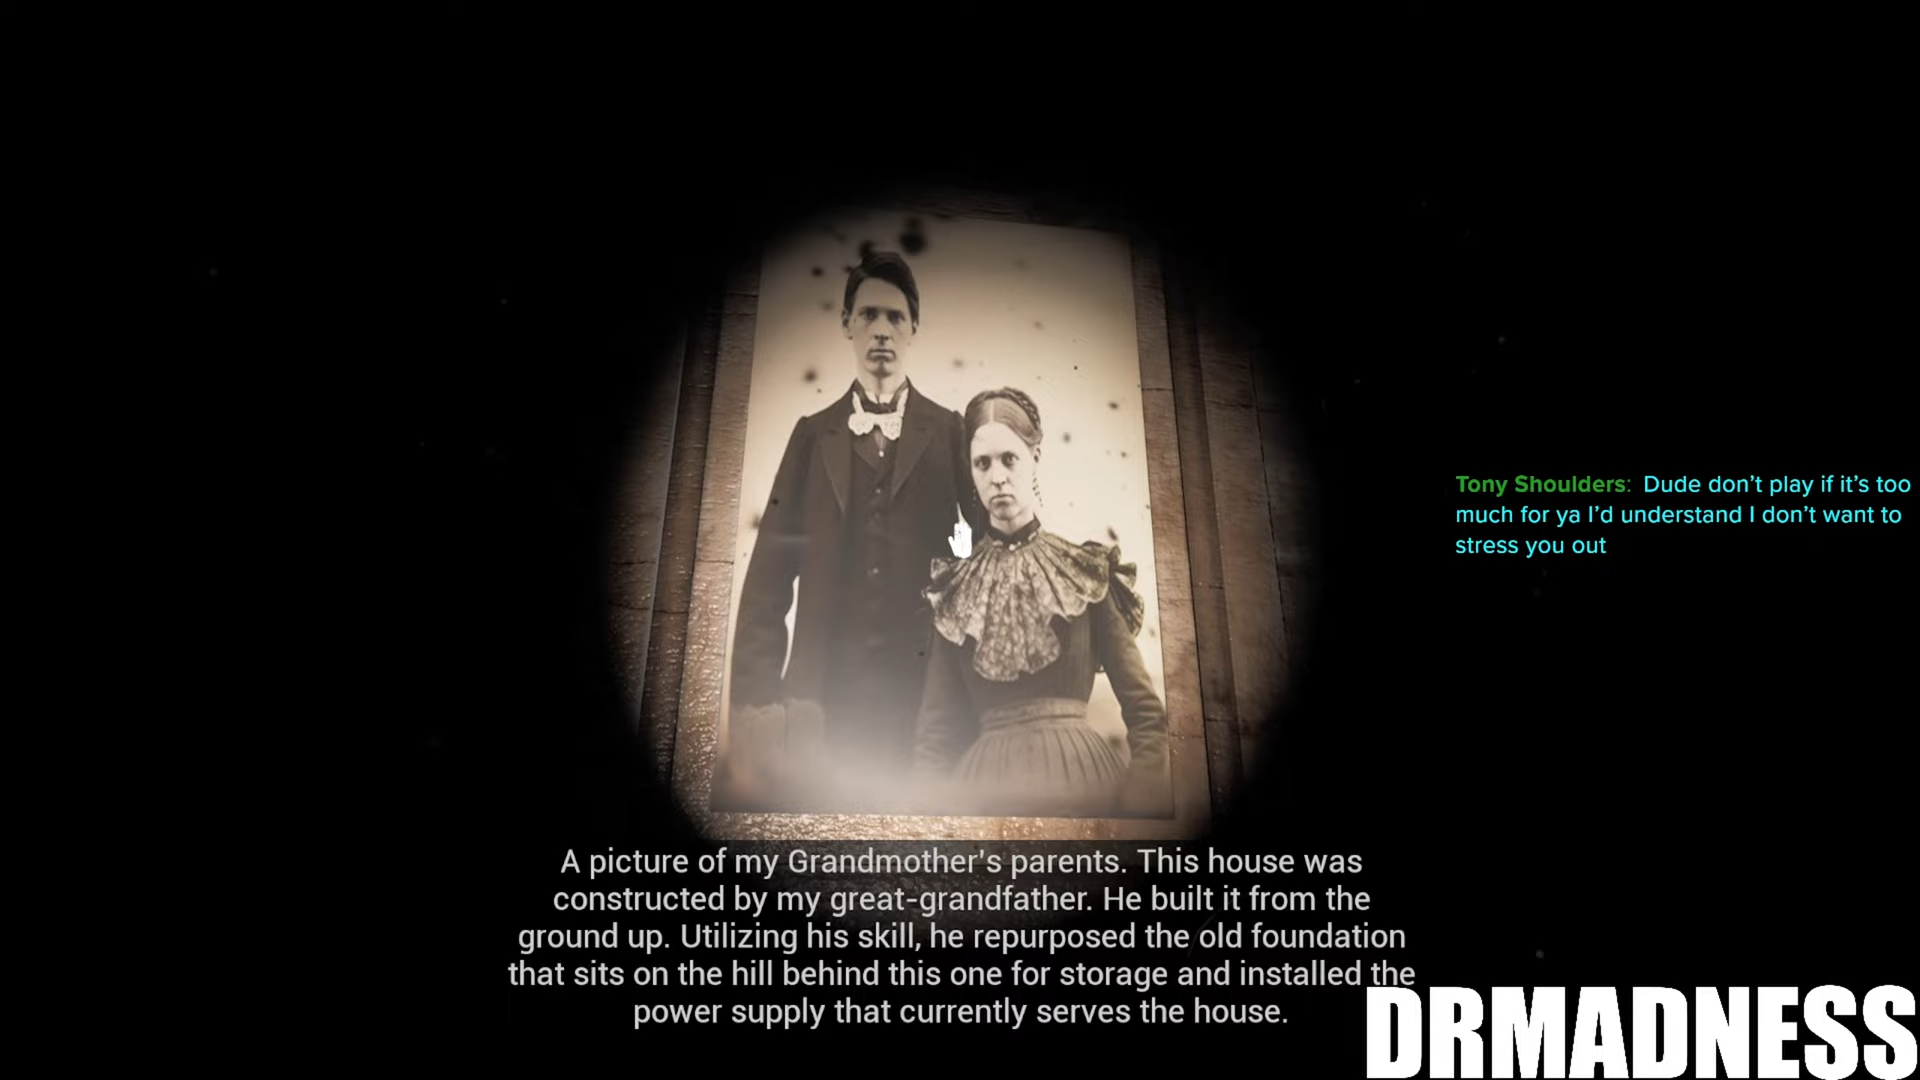 Tony Shoulders: Dude don't play if it's too
much for ya I'd understand I don't want to
stress you out
A picture of my Grandmother's parents. This house was
constructed by my great-grandfather. He built it from the
ground up. Utilizing his skill, he repurposed the old foundation
that sits on the hill behind this one for storage and installed the
power supply that currently serves the house.
DRMADNESS